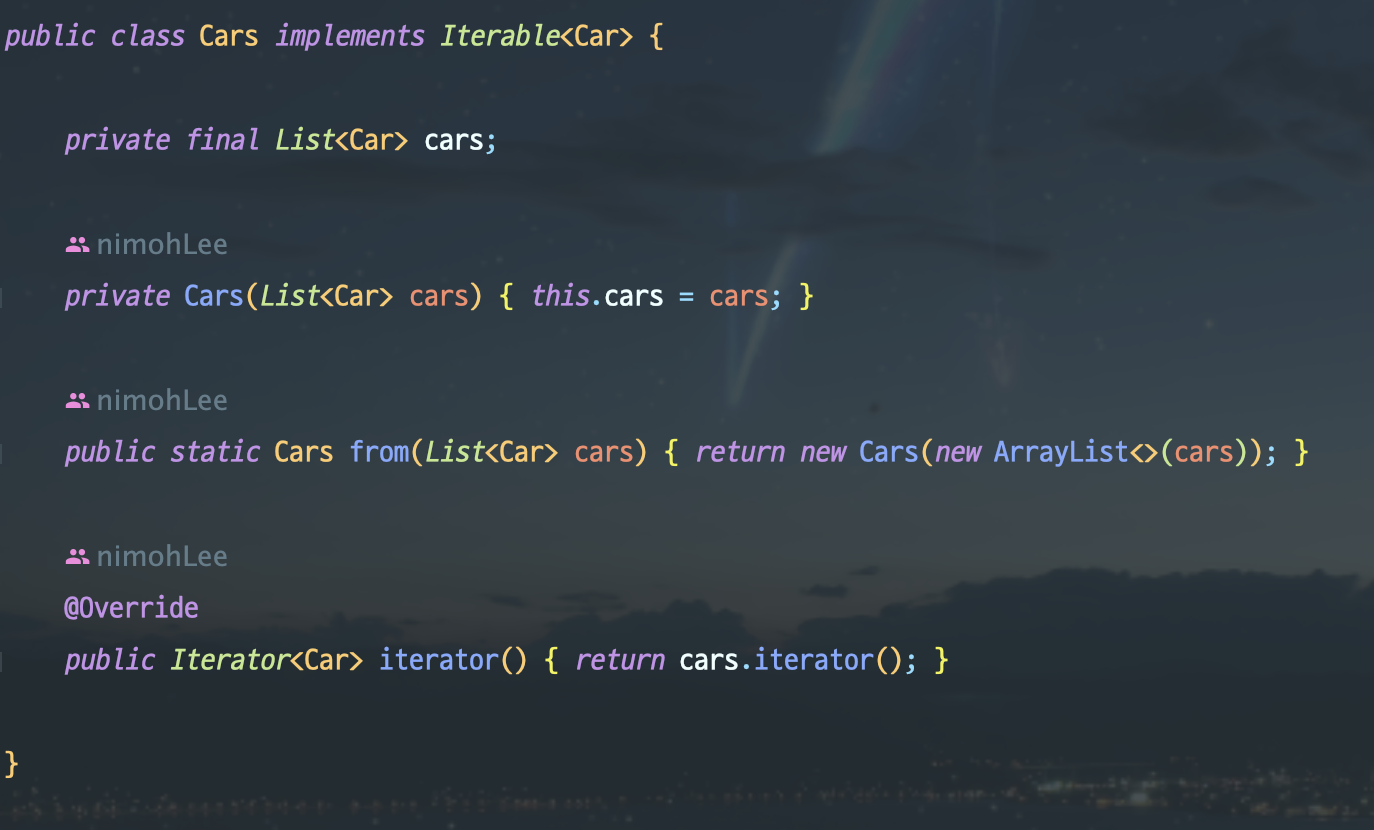 public class Cars implements Iterable<Car> {
private final List<Car> cars;
nimohLee
private Cars(List<Car> cars) { this.cars = cars; }
nimohLee
public static Cars from(List<Car> cars) { return new Cars(new ArrayList<>(cars)); }
nimohLee
@Override
public Iterator<Car> iterator() { return cars.iterator(); }
}